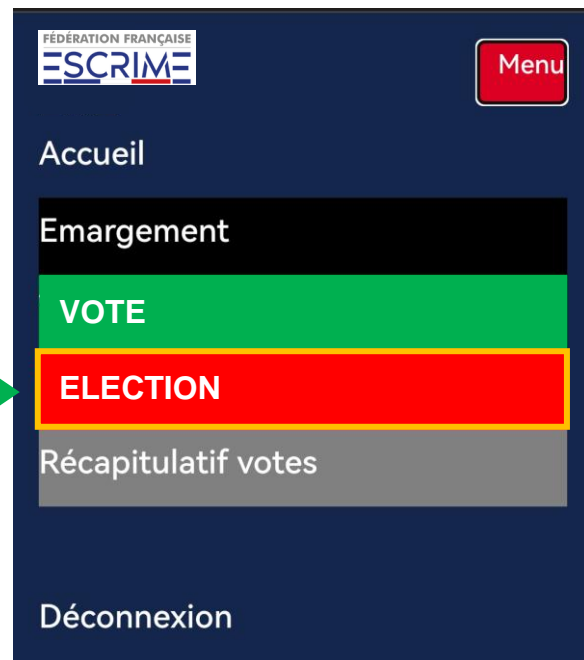 FÉDÉRATION FRANÇAISE
ESCRIME
Menu
Accueil
Emargement
VOTE
ELECTION
Récapitulatif votes
Déconnexion